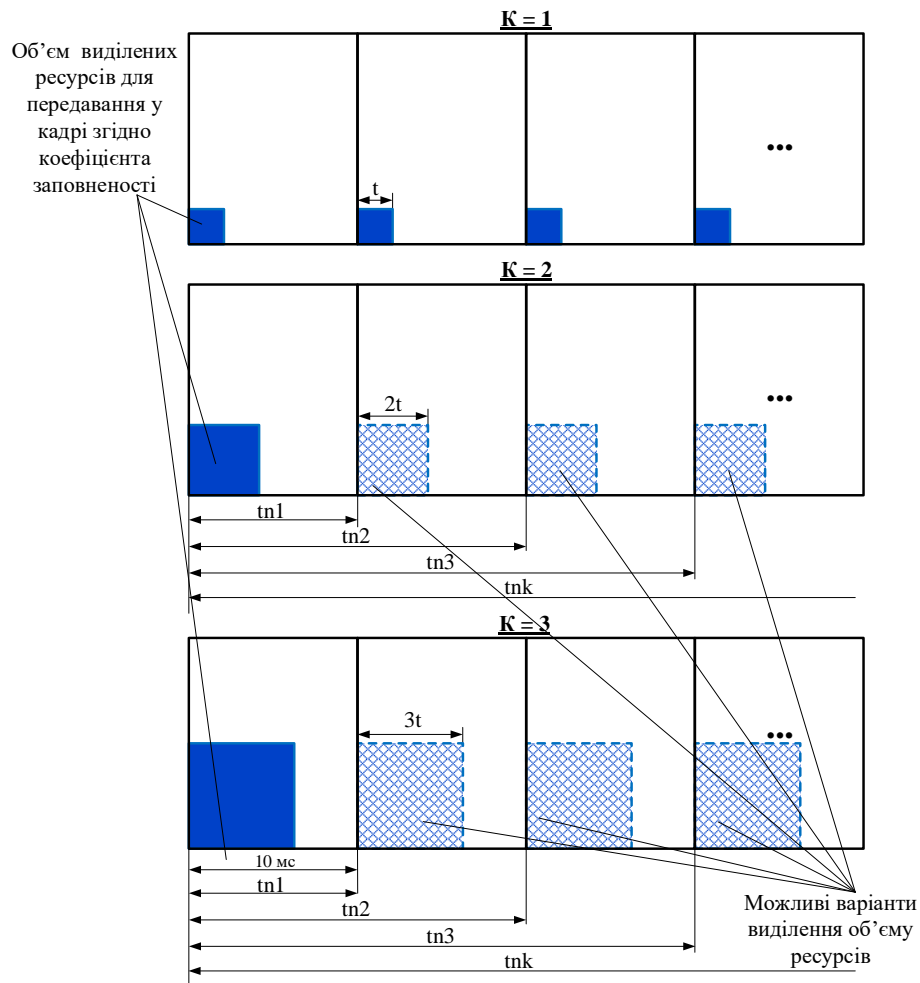 К = 1
Об’єм виділених
ресурсів для
передавання у
кадрі згідно
коефіцієнта
заповненості
t
...
К = 2
2t
...
tn1
tn2
tn3
tnk
К = 3
3t
...
10 мс
tn1
tn2
tn3
tnk
Можливі варіанти
виділення об’єму
ресурсів